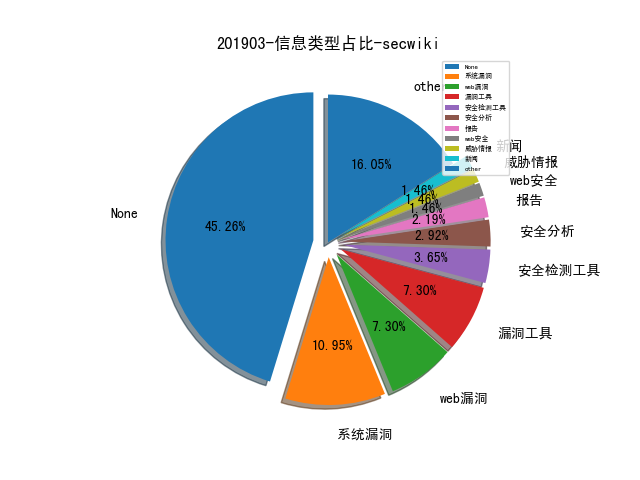 201903-信息类型占比-secwiki
None
系统漏洞
web漏洞
漏洞工具
安全检测工具
安全分析
报告
web安全
威胁情报
新闻
other
othe
新闻
威胁情报
web安全
报告
安全分析
安全检测工具
漏洞工具
web漏洞
系统漏洞
None
16.05%
1.46%
1.46%
1.46%
2.19%
2.92%
3.65%
7.30%
7.30%
10.95%
45.26%